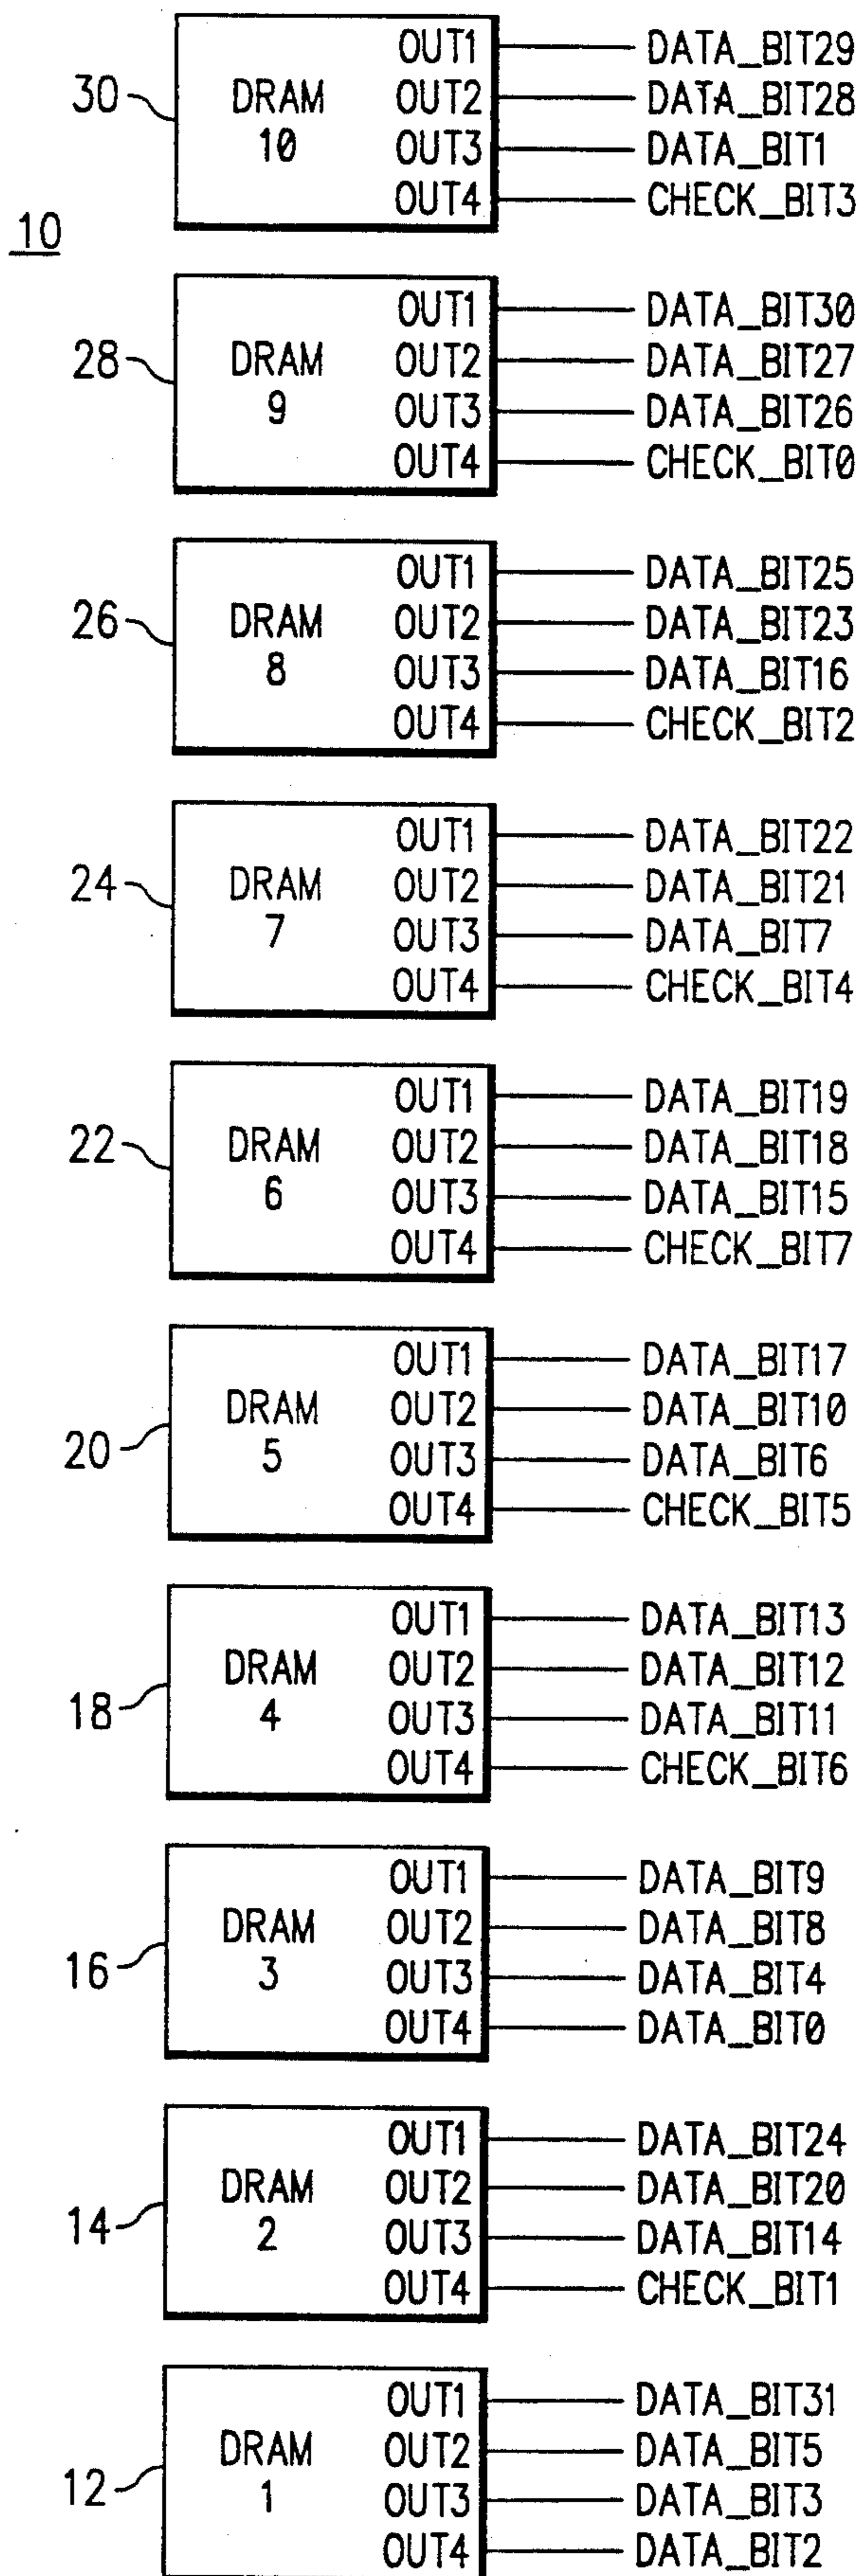 OUT1 DATA_BIT29
30 DRAM OUT2 DATA_BIT28
10 OUT3 DATA_BIT1
OUT4 CHECK_BIT3
10
OUT1 DATA_BIT30
28 DRAM OUT2 DATA_BIT27
9 OUT3 DATA_BIT26
OUT4 CHECK_BIT0
OUT1 DATA_BIT25
26 DRAM OUT2 DATA_BIT23
8 OUT3 DATA_BIT16
OUT4 CHECK_BIT2
OUT1 DATA_BIT22
24 DRAM OUT2 DATA_BIT21
7 OUT3 DATA_BIT7
OUT4 CHECK_BIT4
OUT1 DATA_BIT19
22 DRAM OUT2 DATA_BIT18
6 OUT3 DATA_BIT15
OUT4 CHECK_BIT7
OUT1 DATA_BIT17
DRAM OUT2 DATA_BIT10
20 5 OUT3 DATA_BIT6
OUT4 CHECK_BIT5
OUT1 DATA_BIT13
DRAM OUT2 DATA_BIT12
18 4 OUT3 DATA_BIT11
OUT4 CHECK_BIT6
OUT1 DATA_BIT9
DRAM OUT2 DATA_BIT8
16 3 OUT3 DATA_BIT4
OUT4 DATA_BIT0
OUT1 DATA_BIT24
DRAM OUT2 DATA_BIT20
14 2 OUT3 DATA_BIT14
OUT4 CHECK_BIT1
OUT1 DATA_BIT31
DRAM OUT2 DATA_BIT5
12 1 OUT3 DATA_BIT3
OUT4 DATA_BIT2